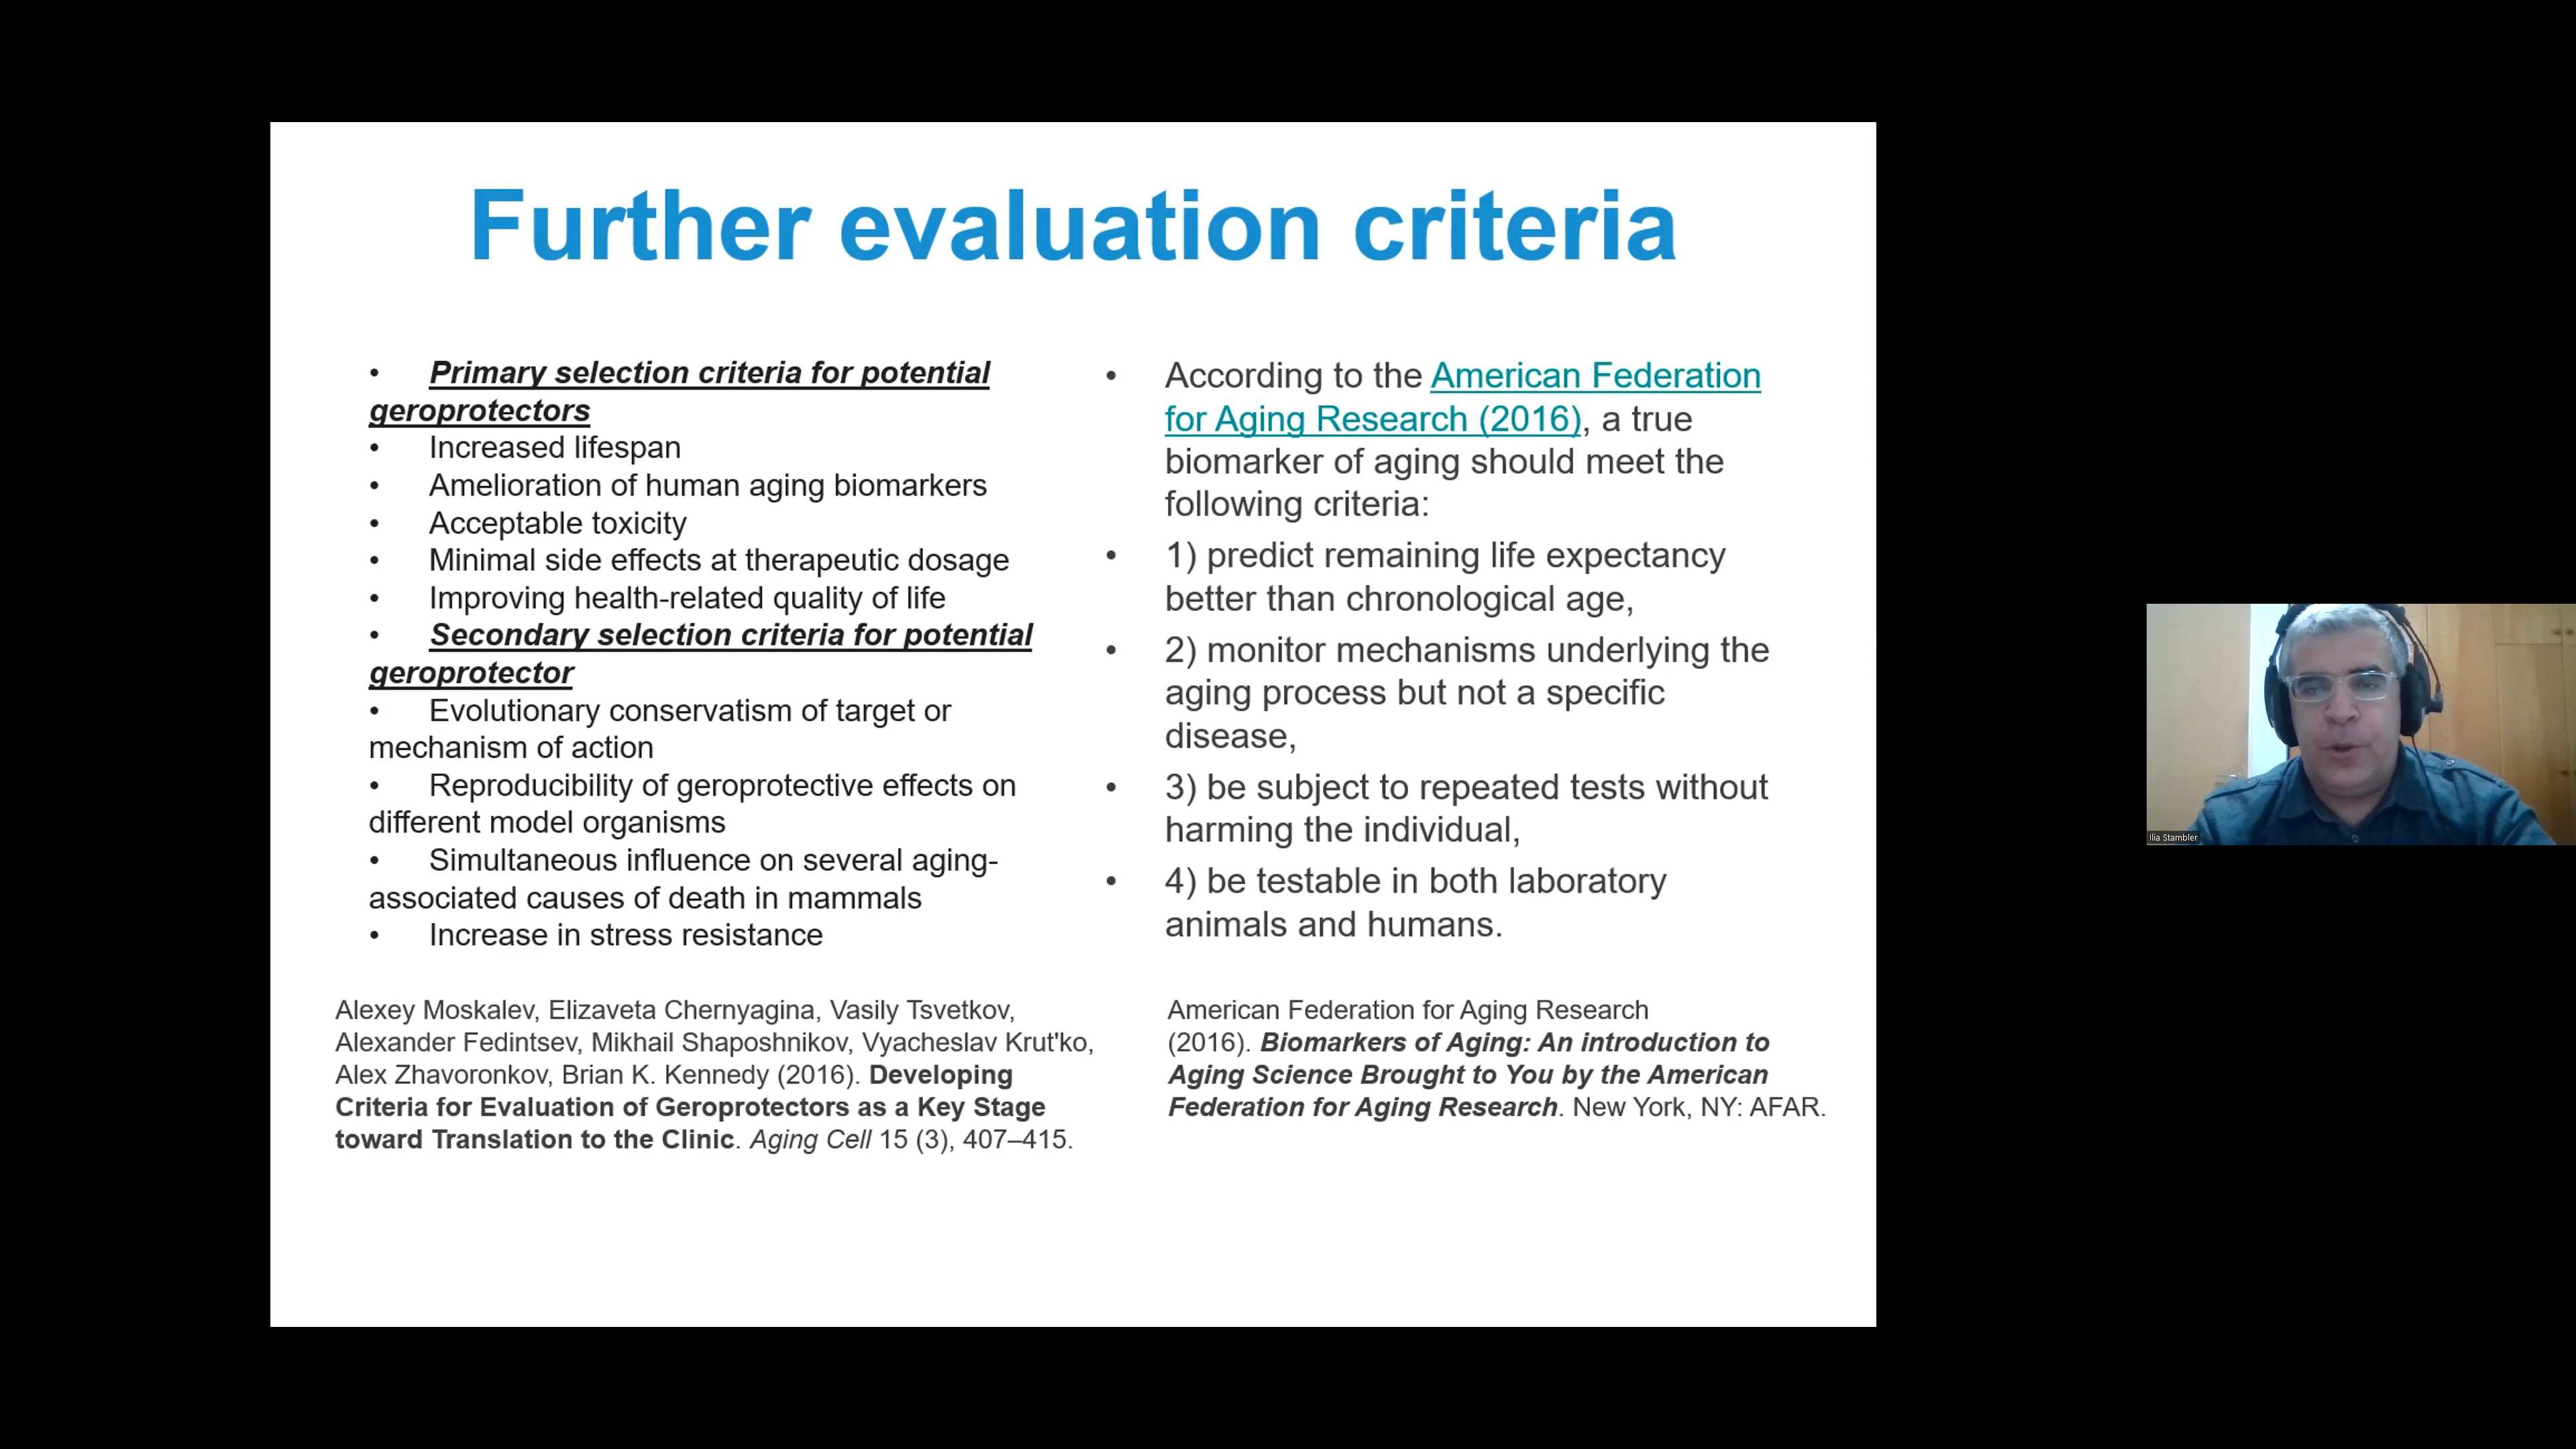 Further evaluation criteria
• Primary selection criteria for potential
geroprotectors
• Increased lifespan
• Amelioration of human aging biomarkers
• Acceptable toxicity
• Minimal side effects at therapeutic dosage
• Improving health-related quality of life
• Secondary selection criteria for potential
geroprotector
• Evolutionary conservatism of target or
mechanism of action
• Reproducibility of geroprotective effects on
different model organisms
• Simultaneous influence on several aging-
associated causes of death in mammals
• Increase in stress resistance
Alexey Moskalev, Elizaveta Chernyagina, Vasily Tsvetkov,
Alexander Fedintsev, Mikhail Shaposhnikov, Vyacheslav Krut'ko,
Alex Zhavoronkov, Brian K. Kennedy (2016). Developing
Criteria for Evaluation of Geroprotectors as a Key Stage
toward Translation to the Clinic. Aging Cell 15 (3), 407–415.
• According to the American Federation
for Aging Research (2016), a true
biomarker of aging should meet the
following criteria:
• 1) predict remaining life expectancy
better than chronological age,
• 2) monitor mechanisms underlying the
aging process but not a specific
disease,
• 3) be subject to repeated tests without
harming the individual,
• 4) be testable in both laboratory
animals and humans.
American Federation for Aging Research
(2016). Biomarkers of Aging: An introduction to
Aging Science Brought to You by the American
Federation for Aging Research. New York, NY: AFAR.
Ilia Stambler